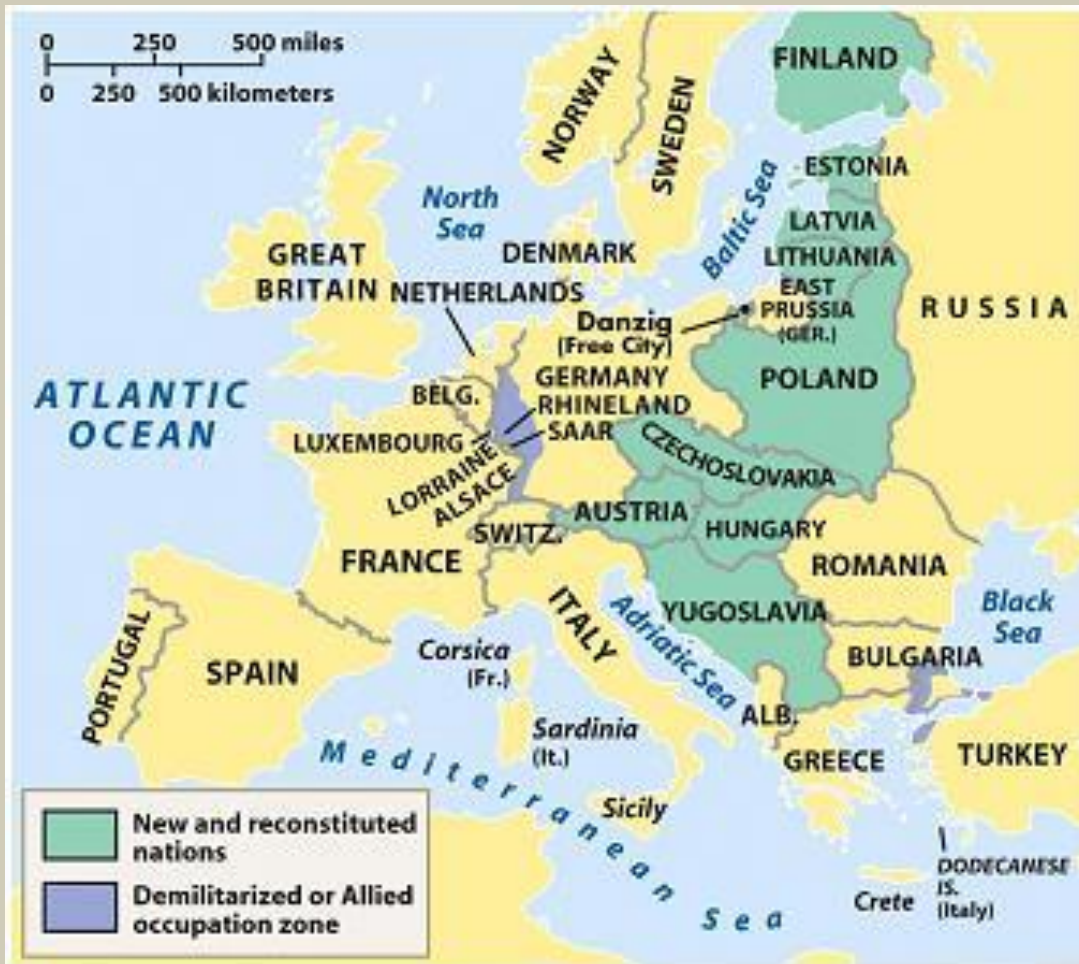 0 250 500 miles
0 250 500 kilometers
FINLAND
NORWAY
SWEDEN
ESTONIA
North
Sea
Baltic Sea
LATVIA
GREAT
BRITAIN
DENMARK
LITHUANIA
NETHERLANDS
EAST
PRUSSIA
(GER.)
RUSSIA
Danzig
(Free City)
ATLANTIC
OCEAN
BELG.
GERMANY
POLAND
RHINELAND
LUXEMBOURG
SAAR
LORRAINE
ALSACE
CZECHOSLOVAKIA
SWITZ.
AUSTRIA
HUNGARY
FRANCE
ROMANIA
ITALY
Adriatic Sea
YUGOSLAVIA
Black
Sea
PORTUGAL
SPAIN
Corsica
(Fr.)
BULGARIA
Sardinia
(It.)
ALB.
GREECE
TURKEY
Mediterranean Sea
Sicily
Crete
DODECANESE
IS.
(Italy)
New and reconstituted
nations
Demilitarized or Allied
occupation zone